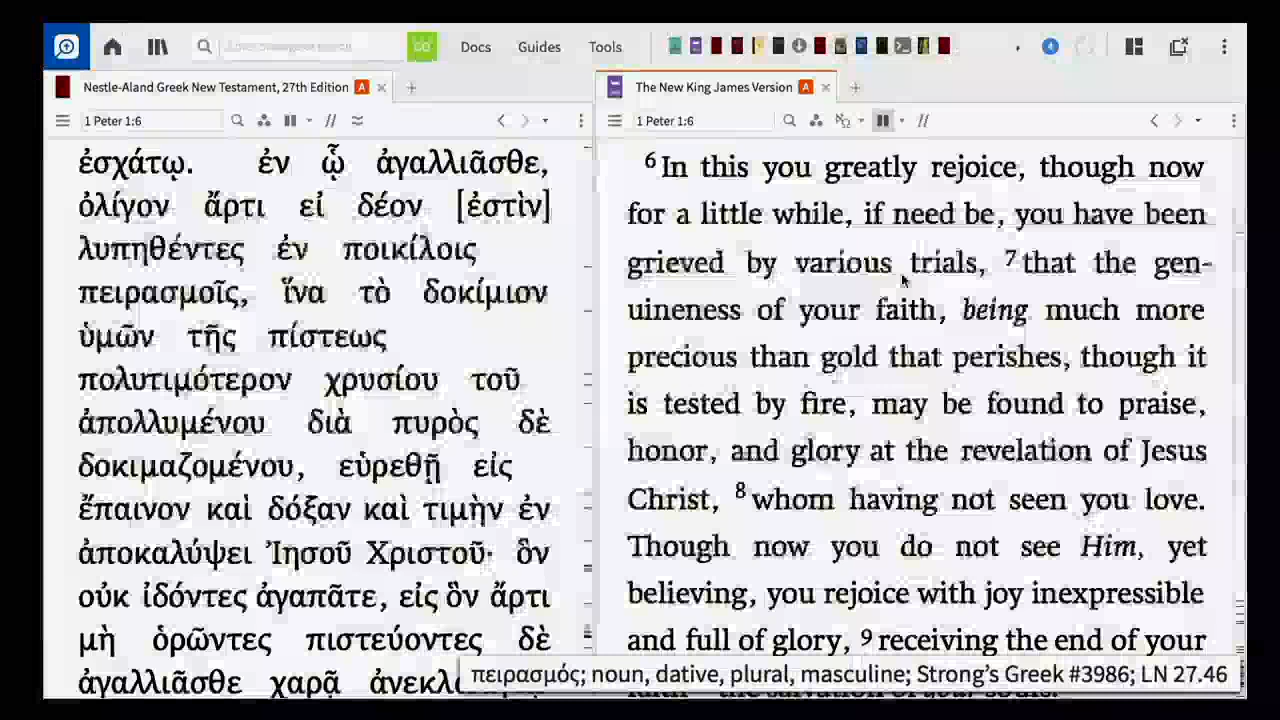 Docs Guides Tools
Nestle-Aland Greek New Testament, 27th Edition A
1 Peter 1:6
ἐσχάτῳ. ἐν ᾧ ἀγαλλιᾶσθε,
ὀλίγον ἄρτι εἰ δέον [ἐστὶν]
λυπηθέντες ἐν ποικίλοις
πειρασμοῖς, ἵνα τὸ δοκίμιον
ὑμῶν τῆς πίστεως
πολυτιμότερον χρυσίου τοῦ
ἀπολλυμένου διὰ πυρὸς δὲ
δοκιμαζομένου, εὑρεθῇ εἰς
ἔπαινον καὶ δόξαν καὶ τιμὴν ἐν
ἀποκαλύψει Ἰησοῦ Χριστοῦ· ὃν
οὐκ ἰδόντες ἀγαπᾶτε, εἰς ὃν ἄρτι
μὴ ὁρῶντες πιστεύοντες δὲ
ἀγαλλιᾶσθε χαρᾷ
The New King James Version A
1 Peter 1:6
6 In this you greatly rejoice, though now
for a little while, if need be, you have been
grieved by various trials, 7 that the gen-
uineness of your faith, being much more
precious than gold that perishes, though it
is tested by fire, may be found to praise,
honor, and glory at the revelation of Jesus
Christ, 8 whom having not seen you love.
Though now you do not see Him, yet
believing, you rejoice with joy inexpressible
and full of glory, 9 receiving the end of your
πειρασμός; noun, dative, plural, masculine; Strong's Greek #3986; LN 27.46